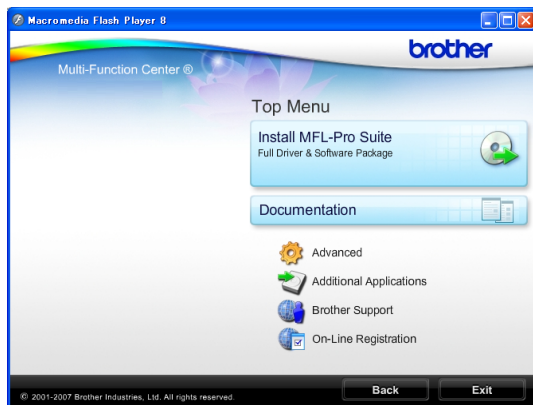 Macromedia Flash Player 8
brother
Multi-Function Center ®
Top Menu
Install MFL-Pro Suite
Full Driver & Software Package
Documentation
Advanced
Additional Applications
Brother Support
On-Line Registration
© 2001-2007 Brother Industries, Ltd. All rights reserved.
Back
Exit